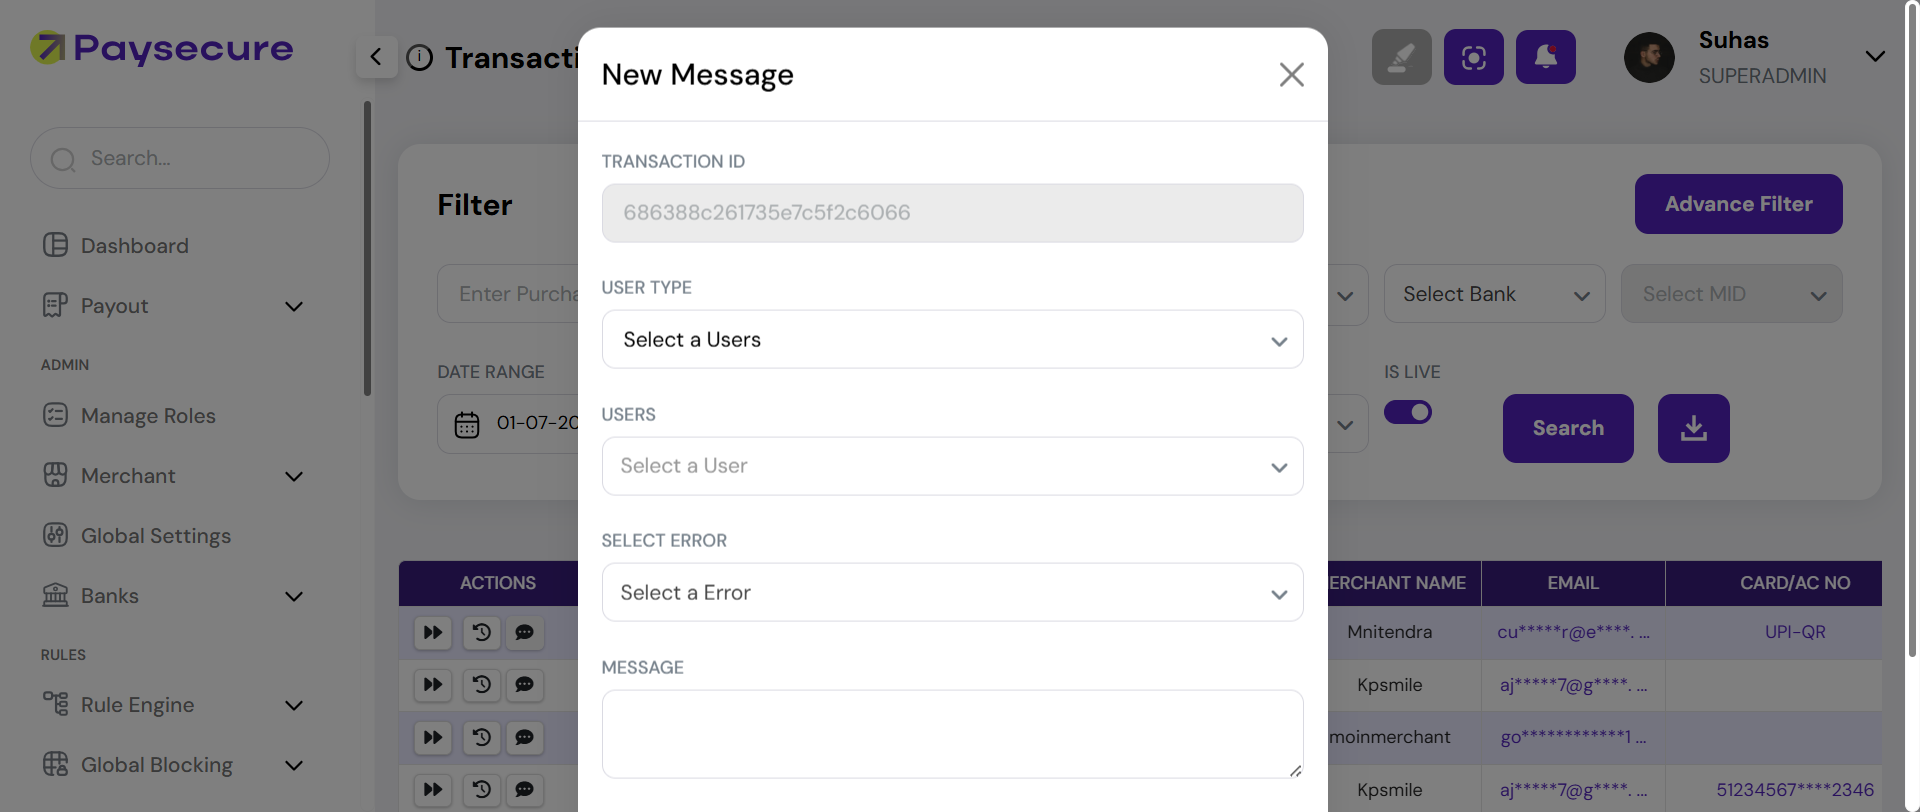 Paysecure
Search...
Dashboard
Payout
ADMIN
Manage Roles
Merchant
Global Settings
Banks
RULES
Rule Engine
Global Blocking
Transacti
Suhas
SUPERADMIN
Filter
Advance Filter
Enter Purcha
Select Bank
Select MID
DATE RANGE
IS LIVE
01-07-20
Search
ACTIONS
ERCHANT NAME
EMAIL
CARD/AC NO
Mnitendra
cu*****r@e****. ...
UPI-QR
Kpsmile
aj*****7@g****. ...
moinmerchant
go************1 ...
Kpsmile
aj*****7@g****. ...
51234567****2346
New Message
TRANSACTION ID
686388c261735e7c5f2c6066
USER TYPE
Select a Users
USERS
Select a User
SELECT ERROR
Select a Error
MESSAGE